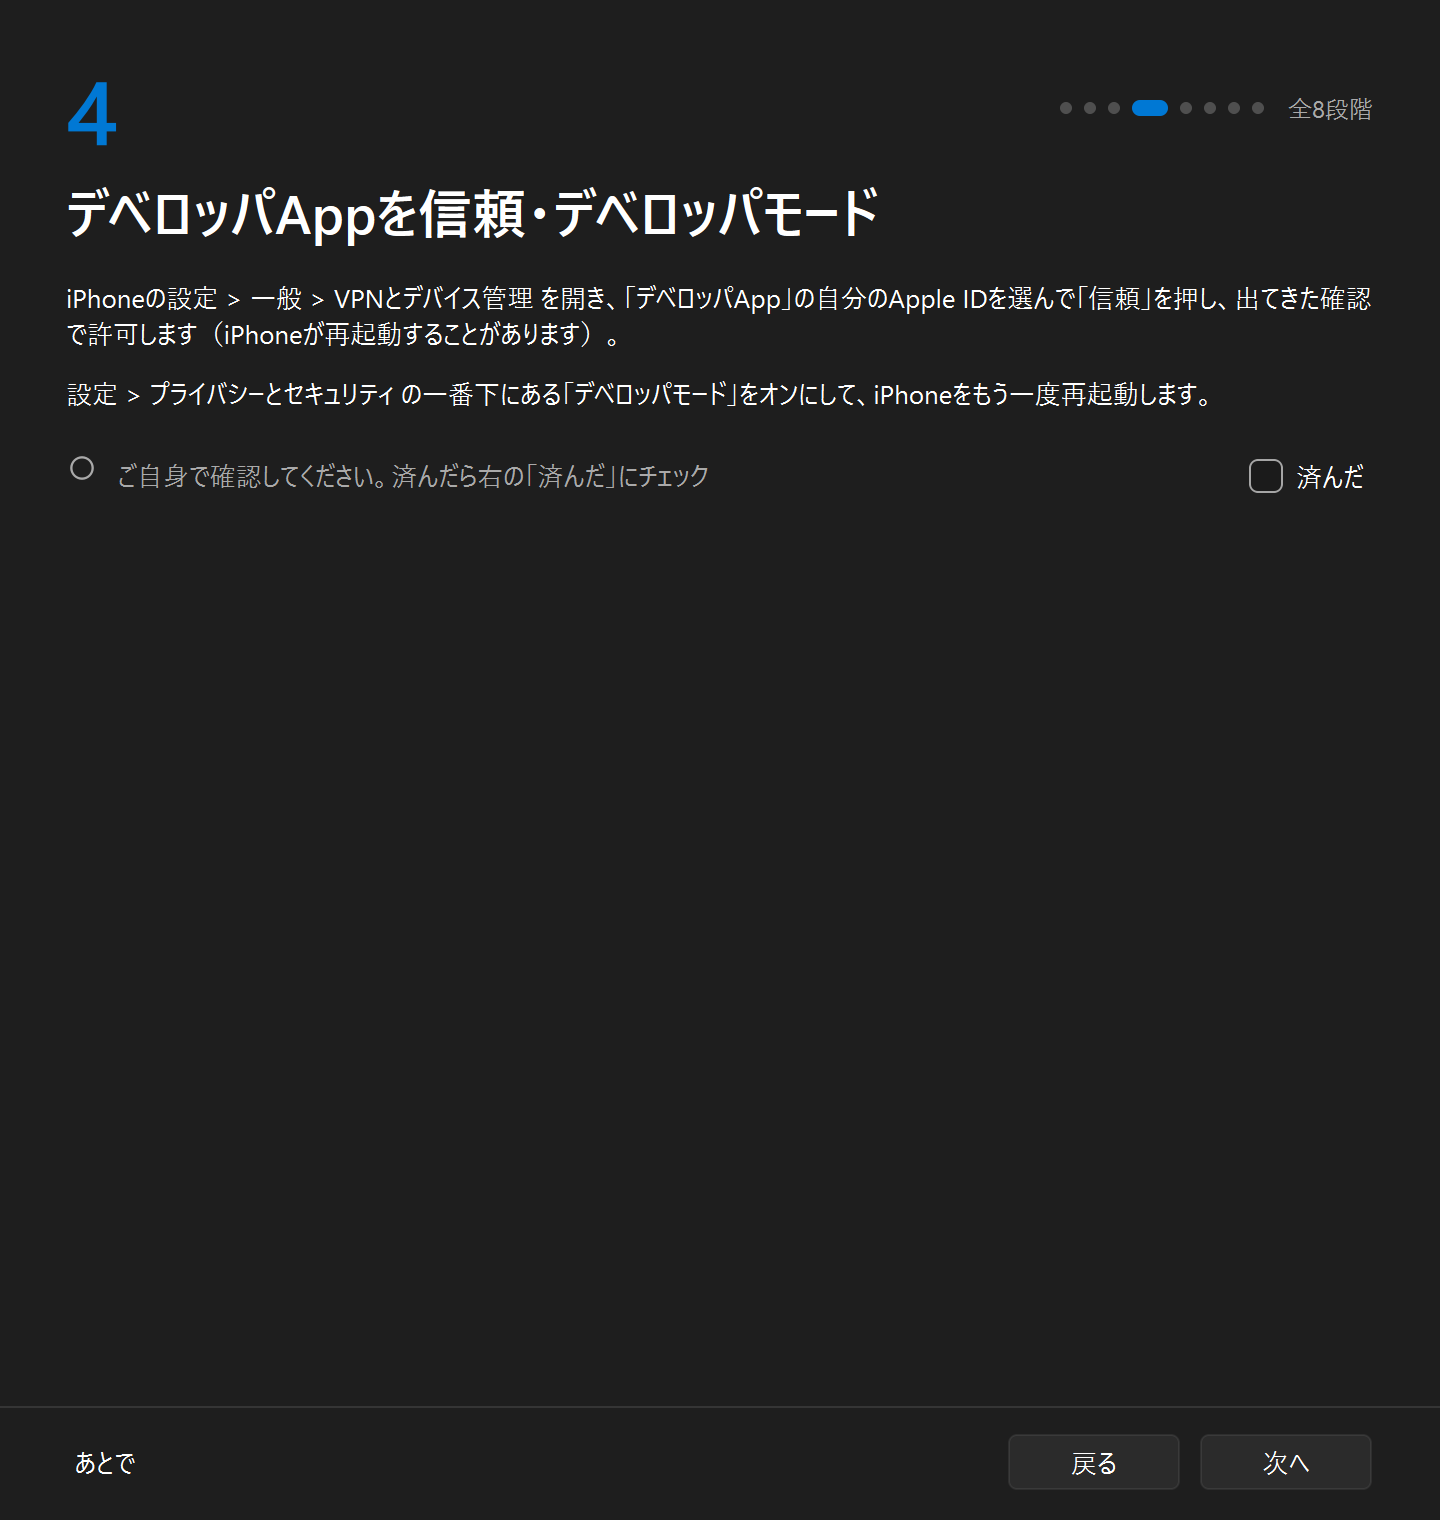 4
全8段階
デベロッパAppを信頼・デベロッパモード
iPhoneの設定 > 一般 > VPNとデバイス管理 を開き、「デベロッパApp」の自分のApple IDを選んで「信頼」を押し、出てきた確認
で許可します（iPhoneが再起動することがあります）。
設定 > プライバシーとセキュリティ の一番下にある「デベロッパモード」をオンにして、iPhoneをもう一度再起動します。
ご自身で確認してください。済んだら右の「済んだ」にチェック
済んだ
あとで
戻る
次へ